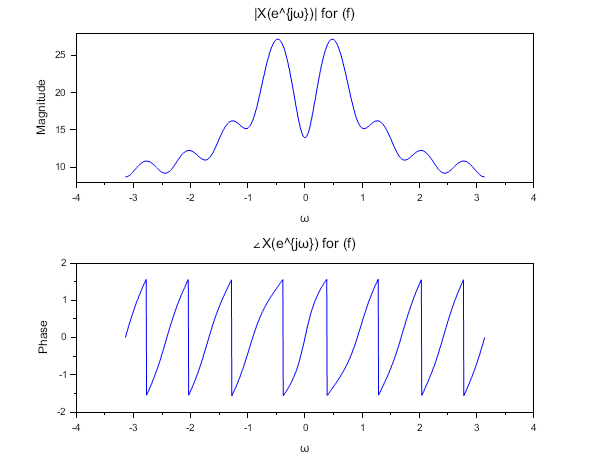 |X(e^{jω})| for (f)
Magnitude
25
20
15
10
-4 -3 -2 -1 0 1 2 3 4
ω
∠X(e^{jω}) for (f)
Phase
2
1
0
-1
-2
-4 -3 -2 -1 0 1 2 3 4
ω